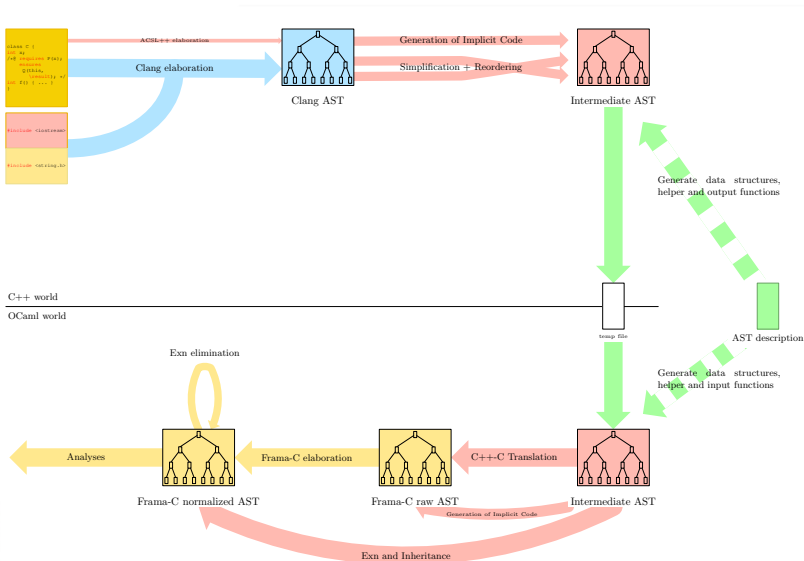 ACSL++ elaboration
class C {
int a;
/*@ requires P(a);
ensures
Q(this,
\result); */
int f() { ... }
}
Clang elaboration
#include <iostream>
#include <string.h>
Clang AST
Generation of Implicit Code
Simplification + Reordering
Intermediate AST
Generate data structures,
helper and output functions
C++ world
OCaml world
temp file
AST description
Generate data structures,
helper and input functions
Exn elimination
Analyses
Frama-C elaboration
C++-C Translation
Frama-C normalized AST
Frama-C raw AST
Intermediate AST
Generation of Implicit Code
Exn and Inheritance